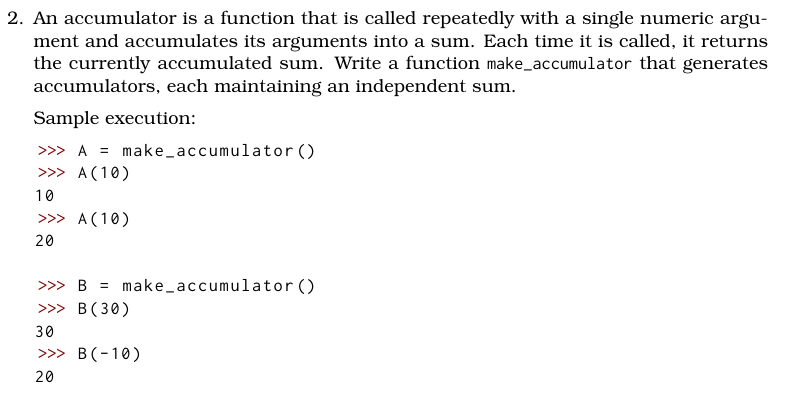 2. An accumulator is a function that is called repeatedly with a single numeric argu-
ment and accumulates its arguments into a sum. Each time it is called, it returns
the currently accumulated sum. Write a function make_accumulator that generates
accumulators, each maintaining an independent sum.
Sample execution:
>>> A = make_accumulator()
>>> A(10)
10
>>> A(10)
20
>>> B = make_accumulator()
>>> B(30)
30
>>> B(-10)
20